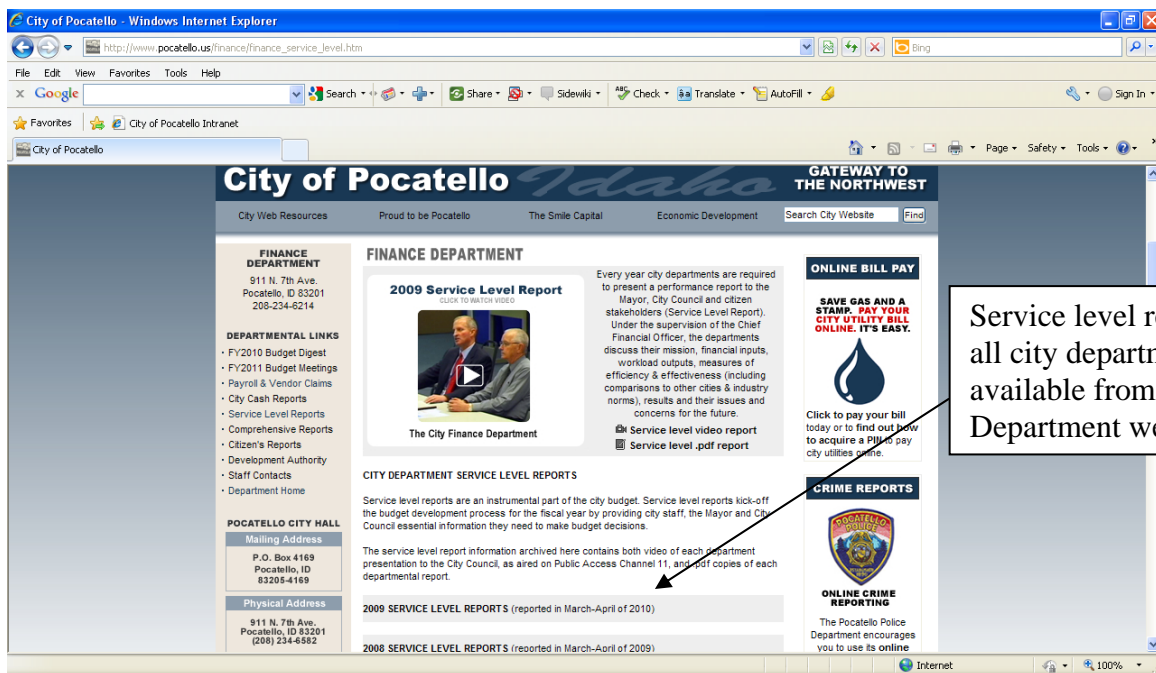 City of Pocatello - Windows Internet Explorer
http://www.pocatello.us/finance/finance_service_level.htm
Bing
File Edit View Favorites Tools Help
x Google Search Share Sidewiki Check Translate AutoFill Sign In
Favorites City of Pocatello Intranet
City of Pocatello
Page Safety Tools
City of Pocatello Idaho
GATEWAY TO
THE NORTHWEST
City Web Resources Proud to be Pocatello The Smile Capital Economic Development Search City Website Find
FINANCE
DEPARTMENT
911 N. 7th Ave.
Pocatello, ID 83201
208-234-6214
DEPARTMENTAL LINKS
· FY2010 Budget Digest
· FY2011 Budget Meetings
· Payroll & Vendor Claims
· City Cash Reports
· Service Level Reports
· Comprehensive Reports
· Citizen's Reports
· Development Authority
· Staff Contacts
· Department Home
POCATELLO CITY HALL
Mailing Address
P.O. Box 4169
Pocatello, ID
83205-4169
Physical Address
911 N. 7th Ave.
Pocatello, ID 83201
(208) 234-6582
FINANCE DEPARTMENT
2009 Service Level Report
CLICK TO WATCH VIDEO
The City Finance Department
Every year city departments are required
to present a performance report to the
Mayor, City Council and citizen
stakeholders (Service Level Report).
Under the supervision of the Chief
Financial Officer, the departments
discuss their mission, financial inputs,
workload outputs, measures of
efficiency & effectiveness (including
comparisons to other cities & industry
norms), results and their issues and
concerns for the future.
Service level video report
Service level .pdf report
CITY DEPARTMENT SERVICE LEVEL REPORTS
Service level reports are an instrumental part of the city budget. Service level reports kick-off
the budget development process for the fiscal year by providing city staff, the Mayor and City
Council essential information they need to make budget decisions.
The service level report information archived here contains both video of each department
presentation to the City Council, as aired on Public Access Channel 11, and .pdf copies of each
departmental report.
2009 SERVICE LEVEL REPORTS (reported in March-April of 2010)
2008 SERVICE LEVEL REPORTS (reported in March-April of 2009)
ONLINE BILL PAY
SAVE GAS AND A
STAMP. PAY YOUR
CITY UTILITY BILL
ONLINE. IT'S EASY.
Click to pay your bill
today or to find out how
to acquire a PIN to pay
city utilities online.
CRIME REPORTS
POCATELLO
POLICE
ONLINE CRIME
REPORTING
The Pocatello Police
Department encourages
you to use its online
Service level r
all city departm
available from
Department we
Internet 100%